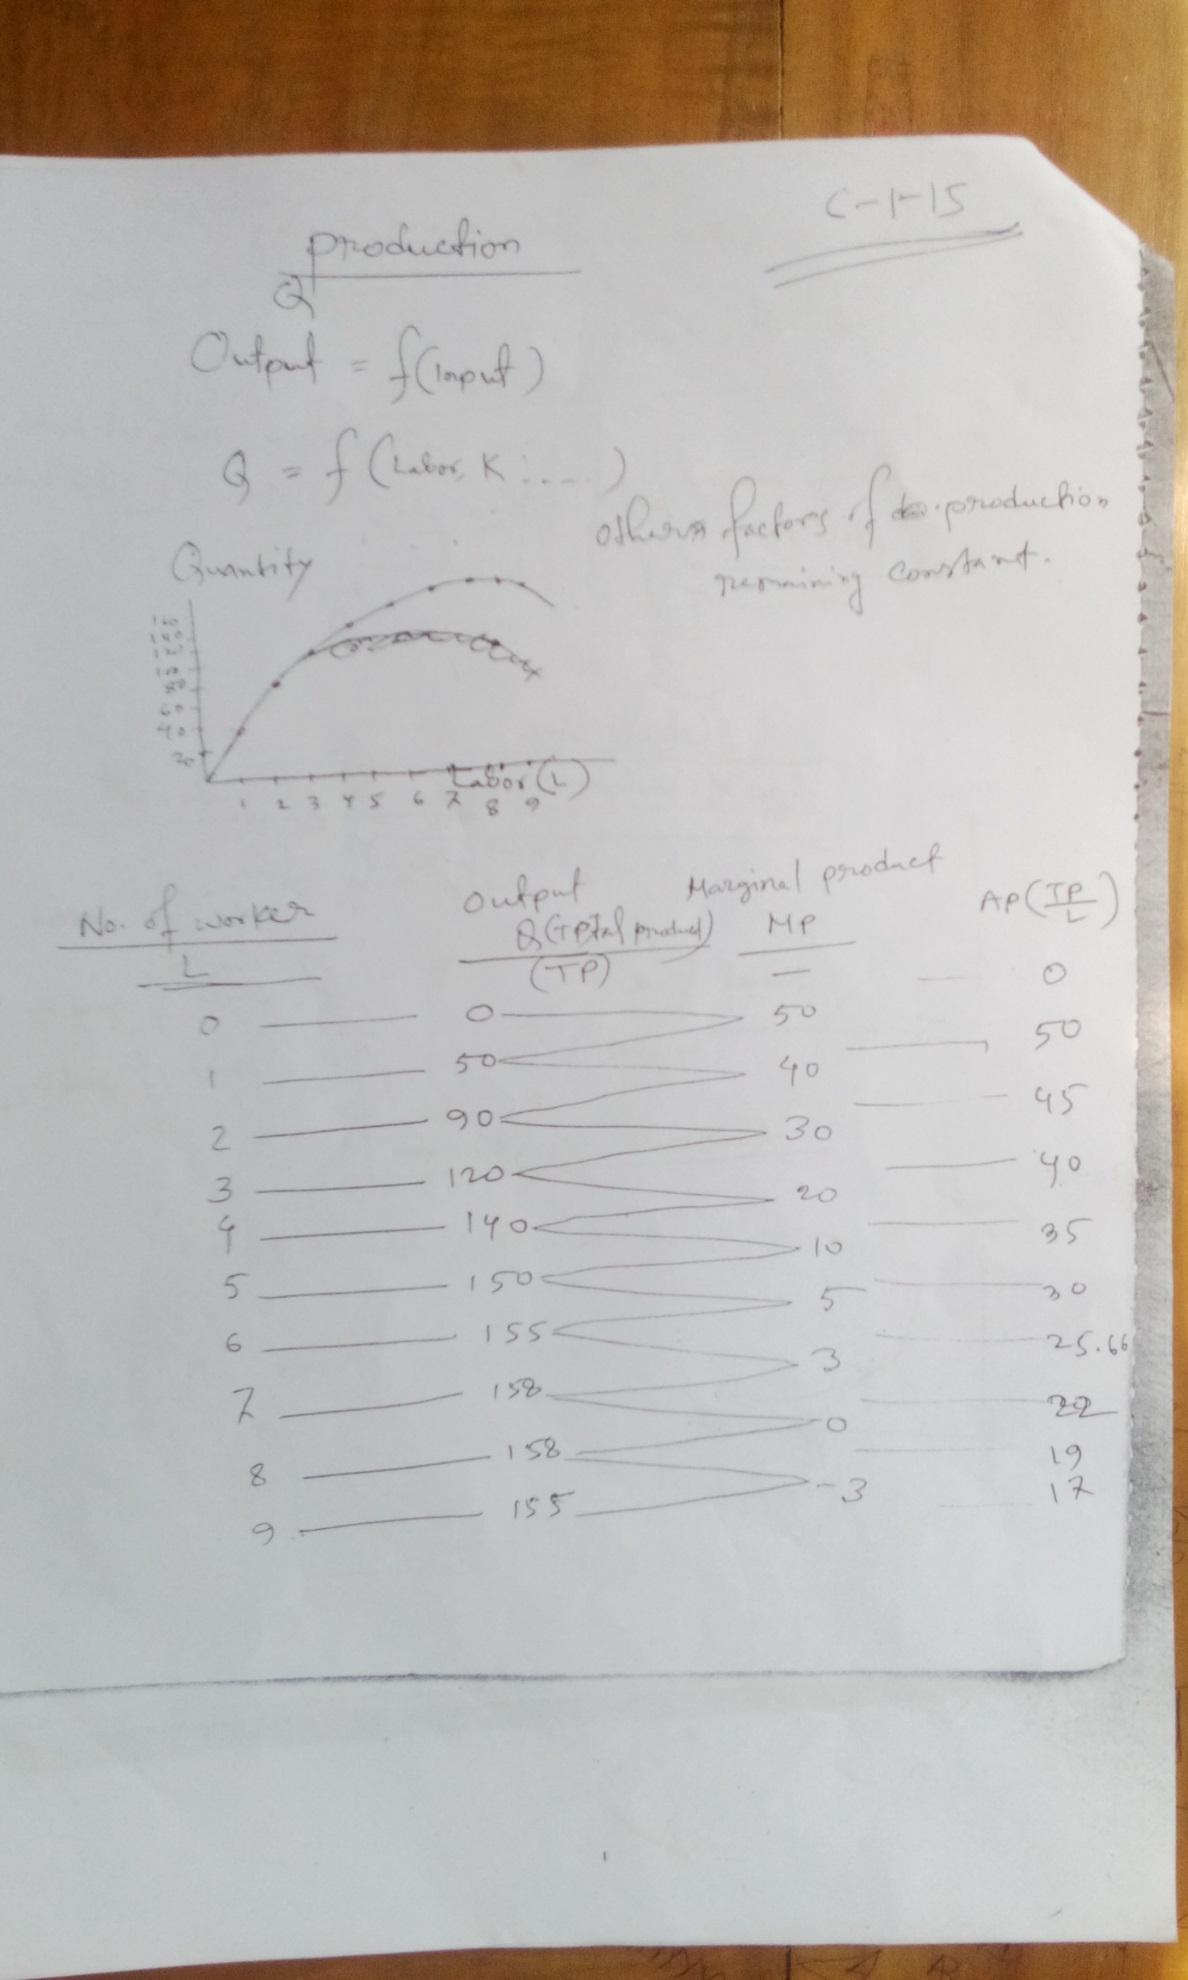 C-1-15
production
Q
Output = f(Input)
Q = f(Labor, K .....)
others factors of production
remaining constant.
Quantity
20
Labor (L)
1 2 3 4 5 6 7 8 9
No. of worker
L
Output
Q(Total product)
(TP)
Marginal product
MP
AP(TP/L)
— 0
0 0 50 50
1 50 40 45
2 90 30 40
3 120 20 35
4 140 10 30
5 150 5 25.66
6 155 3 22
7 158 0 19
8 158 -3 17
9 155